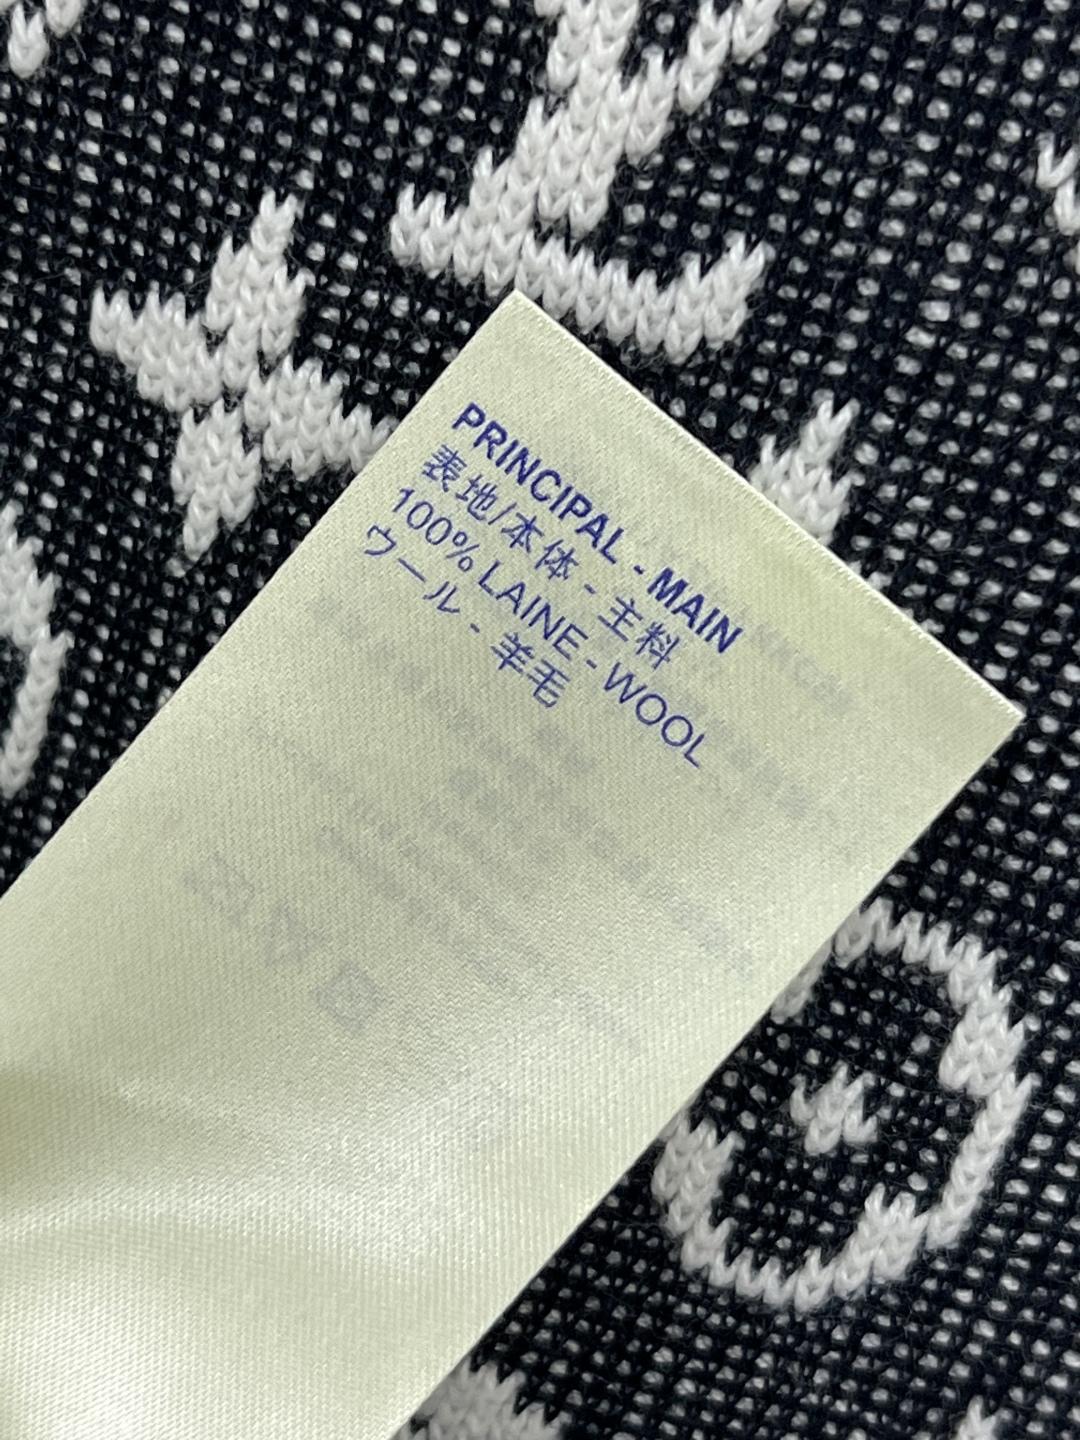 PRINCIPAL - MAIN
表地/本体 - 主料
100% LAINE - WOOL
ウール - 羊毛